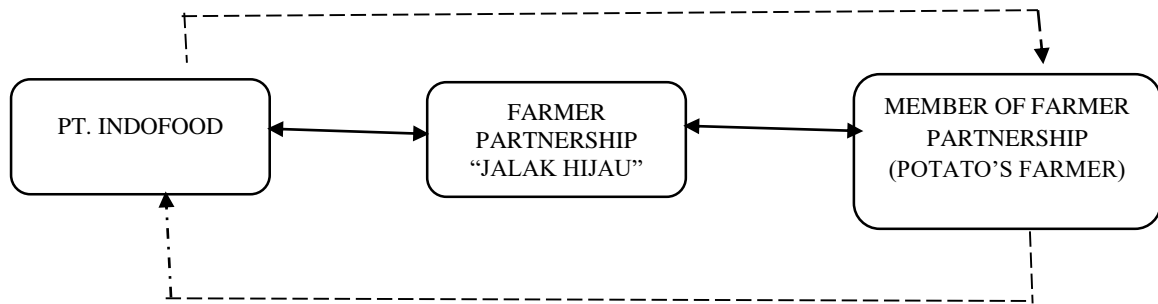 PT. INDOFOOD
FARMER
PARTNERSHIP
“JALAK HIJAU”
MEMBER OF FARMER
PARTNERSHIP
(POTATO’S FARMER)